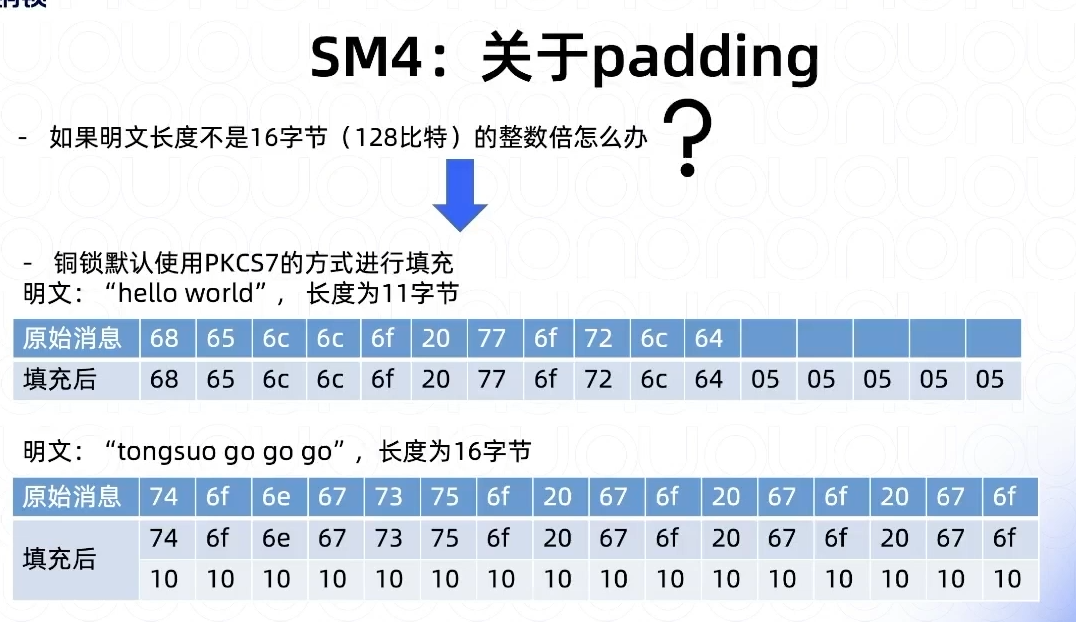 SM4：关于padding
- 如果明文长度不是16字节（128比特）的整数倍怎么办
?
- 铜锁默认使用PKCS7的方式进行填充
明文：“hello world”， 长度为11字节
原始消息 68 65 6c 6c 6f 20 77 6f 72 6c 64
填充后 68 65 6c 6c 6f 20 77 6f 72 6c 64 05 05 05 05 05
明文：“tongsuo go go go”，长度为16字节
原始消息 74 6f 6e 67 73 75 6f 20 67 6f 20 67 6f 20 67 6f
填充后 74 6f 6e 67 73 75 6f 20 67 6f 20 67 6f 20 67 6f
10 10 10 10 10 10 10 10 10 10 10 10 10 10 10 10